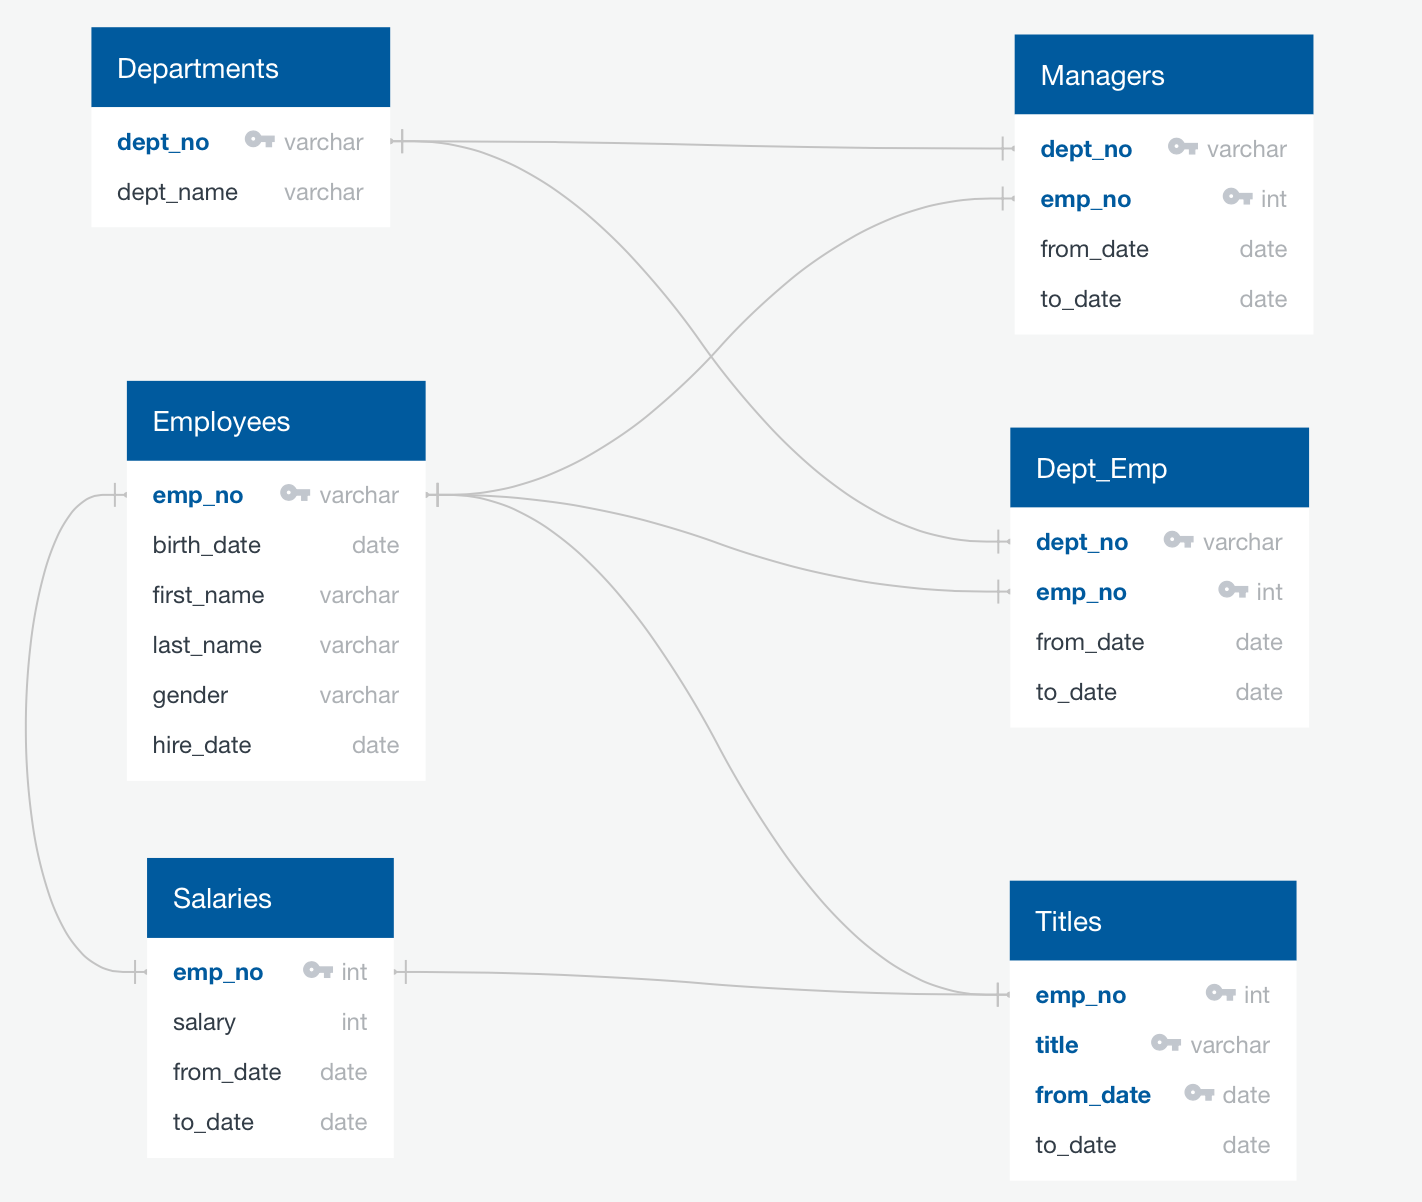 Departments
dept_no varchar
dept_name varchar
Employees
emp_no varchar
birth_date date
first_name varchar
last_name varchar
gender varchar
hire_date date
Salaries
emp_no int
salary int
from_date date
to_date date
Managers
dept_no varchar
emp_no int
from_date date
to_date date
Dept_Emp
dept_no varchar
emp_no int
from_date date
to_date date
Titles
emp_no int
title varchar
from_date date
to_date date